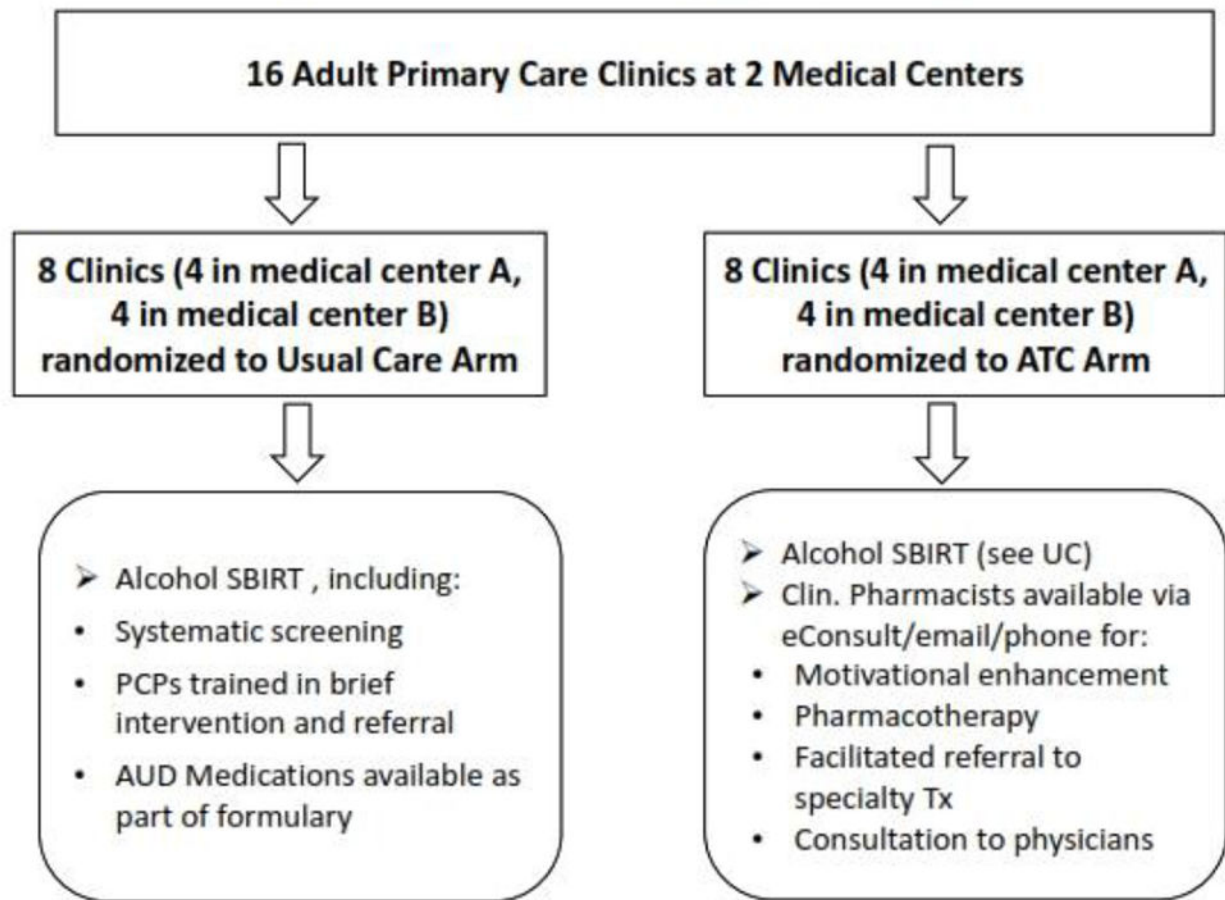 16 Adult Primary Care Clinics at 2 Medical Centers
8 Clinics (4 in medical center A,
4 in medical center B)
randomized to Usual Care Arm
8 Clinics (4 in medical center A,
4 in medical center B)
randomized to ATC Arm
➢ Alcohol SBIRT , including:
• Systematic screening
• PCPs trained in brief
intervention and referral
• AUD Medications available as
part of formulary
➢ Alcohol SBIRT (see UC)
➢ Clin. Pharmacists available via
eConsult/email/phone for:
• Motivational enhancement
• Pharmacotherapy
• Facilitated referral to
specialty Tx
• Consultation to physicians